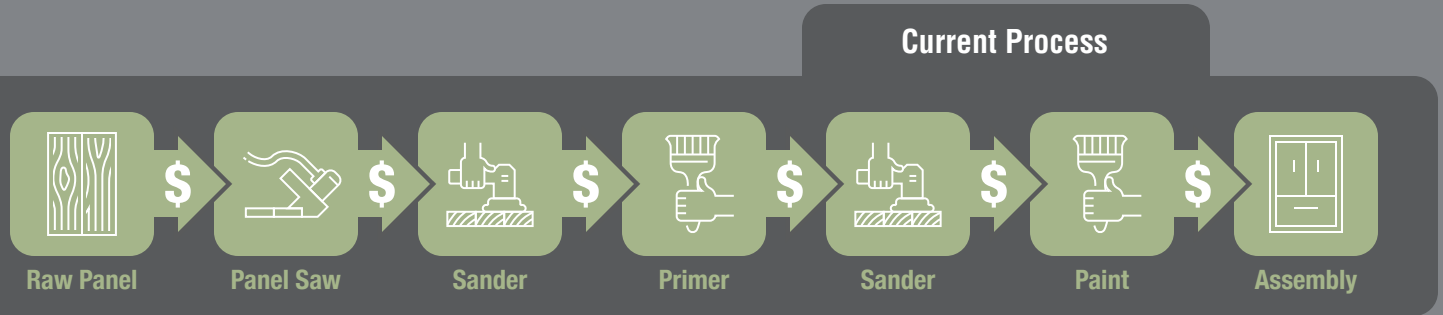 Current Process
$ $ $ $ $ $
Raw Panel Panel Saw Sander Primer Sander Paint Assembly